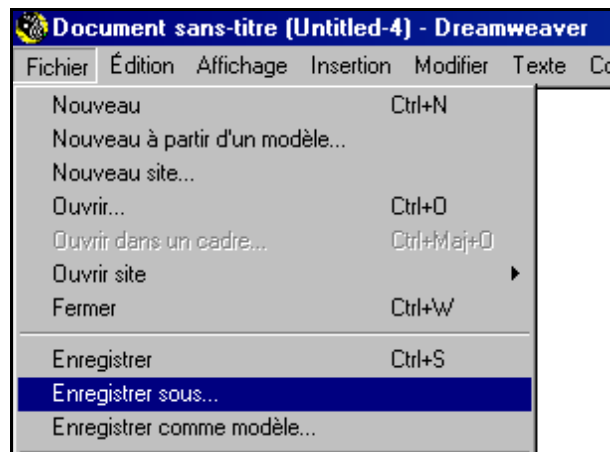 Document sans-titre (Untitled-4) - Dreamweaver
Fichier Édition Affichage Insertion Modifier Texte
Nouveau Ctrl+N
Nouveau à partir d'un modèle...
Nouveau site...
Ouvrir... Ctrl+O
Ouvrir dans un cadre... Ctrl+Maj+O
Ouvrir site
Fermer Ctrl+W
Enregistrer Ctrl+S
Enregistrer sous...
Enregistrer comme modèle...